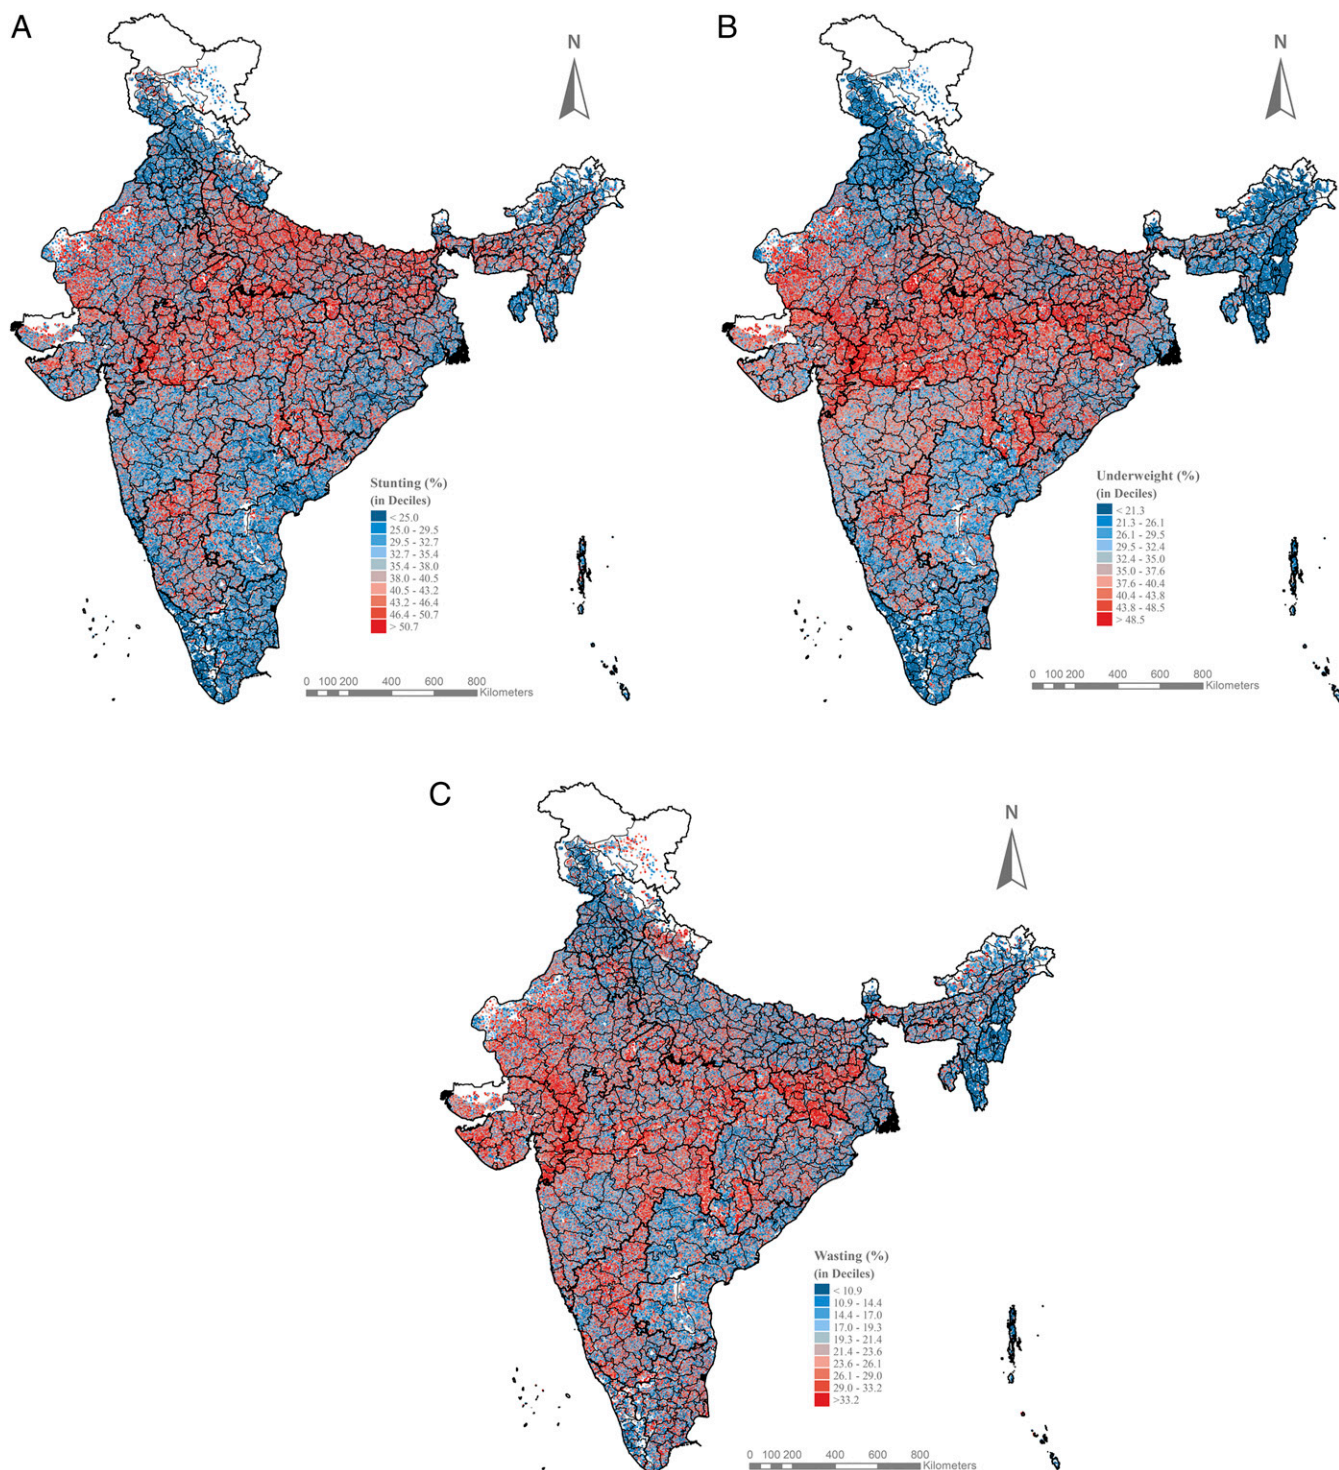 A
N
Stunting (%)
(in Deciles)
< 25.0
25.0 - 29.5
29.5 - 32.7
32.7 - 35.4
35.4 - 38.0
38.0 - 40.5
40.5 - 43.2
43.2 - 46.4
46.4 - 50.7
> 50.7
0 100 200 400 600 800
Kilometers
B
N
Underweight (%)
(in Deciles)
< 21.3
21.3 - 26.1
26.1 - 29.5
29.5 - 32.4
32.4 - 35.0
35.0 - 37.6
37.6 - 40.4
40.4 - 43.8
43.8 - 48.5
> 48.5
0 100 200 400 600 800
Kilometers
C
N
Wasting (%)
(in Deciles)
< 10.9
10.9 - 14.4
14.4 - 17.0
17.0 - 19.3
19.3 - 21.4
21.4 - 23.6
23.6 - 26.1
26.1 - 29.0
29.0 - 33.2
>33.2
0 100 200 400 600 800
Kilometers